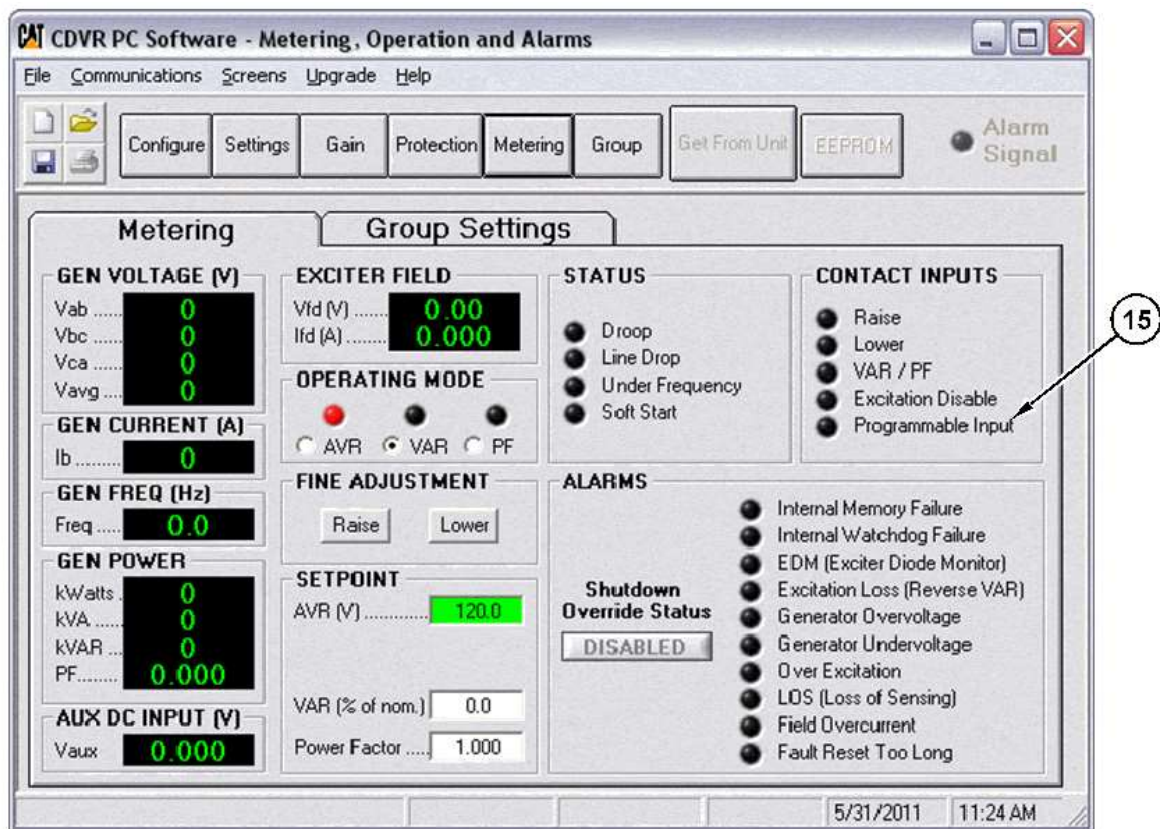 CAT CDVR PC Software - Metering, Operation and Alarms
File Communications Screens Upgrade Help
Configure Settings Gain Protection Metering Group Get From Unit EEPROM Alarm Signal
Metering Group Settings
GEN VOLTAGE (V)
Vab ...... 0
Vbc ...... 0
Vca ...... 0
Vavg .... 0
GEN CURRENT (A)
Ib ......... 0
GEN FREQ (Hz)
Freq ..... 0.0
GEN POWER
kWatts . 0
kVA ..... 0
kVAR ... 0
PF........ 0.000
AUX DC INPUT (V)
Vaux 0.000
EXCITER FIELD
Vfd (V) ...... 0.00
Ifd (A) ........ 0.000
OPERATING MODE
AVR VAR PF
FINE ADJUSTMENT
Raise Lower
SETPOINT
AVR (V) ............ 120.0
VAR (% of nom.) 0.0
Power Factor ..... 1.000
STATUS
Droop
Line Drop
Under Frequency
Soft Start
CONTACT INPUTS
Raise
Lower
VAR / PF
Excitation Disable
Programmable Input
15
ALARMS
Shutdown
Override Status
DISABLED
Internal Memory Failure
Internal Watchdog Failure
EDM (Exciter Diode Monitor)
Excitation Loss (Reverse VAR)
Generator Overvoltage
Generator Undervoltage
Over Excitation
LOS (Loss of Sensing)
Field Overcurrent
Fault Reset Too Long
5/31/2011 11:24 AM